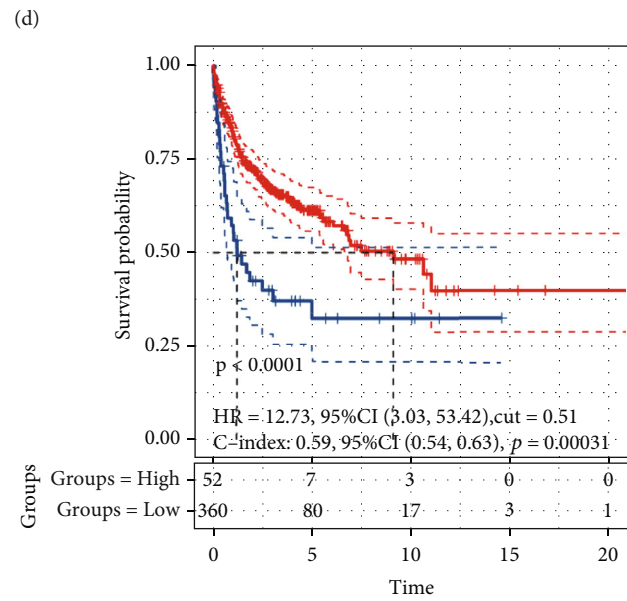 (d)
1.00
0.75
0.50
0.25
0.00
Survival probability
p < 0.0001
HR = 12.73, 95%CI (3.03, 53.42),cut = 0.51
C−index: 0.59, 95%CI (0.54, 0.63), p = 0.00031
Groups
Groups = High 52 7 3 0 0
Groups = Low 360 80 17 3 1
0 5 10 15 20
Time